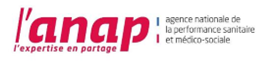 l'anap
l'expertise en partage
agence nationale de
la performance sanitaire
et médico-sociale